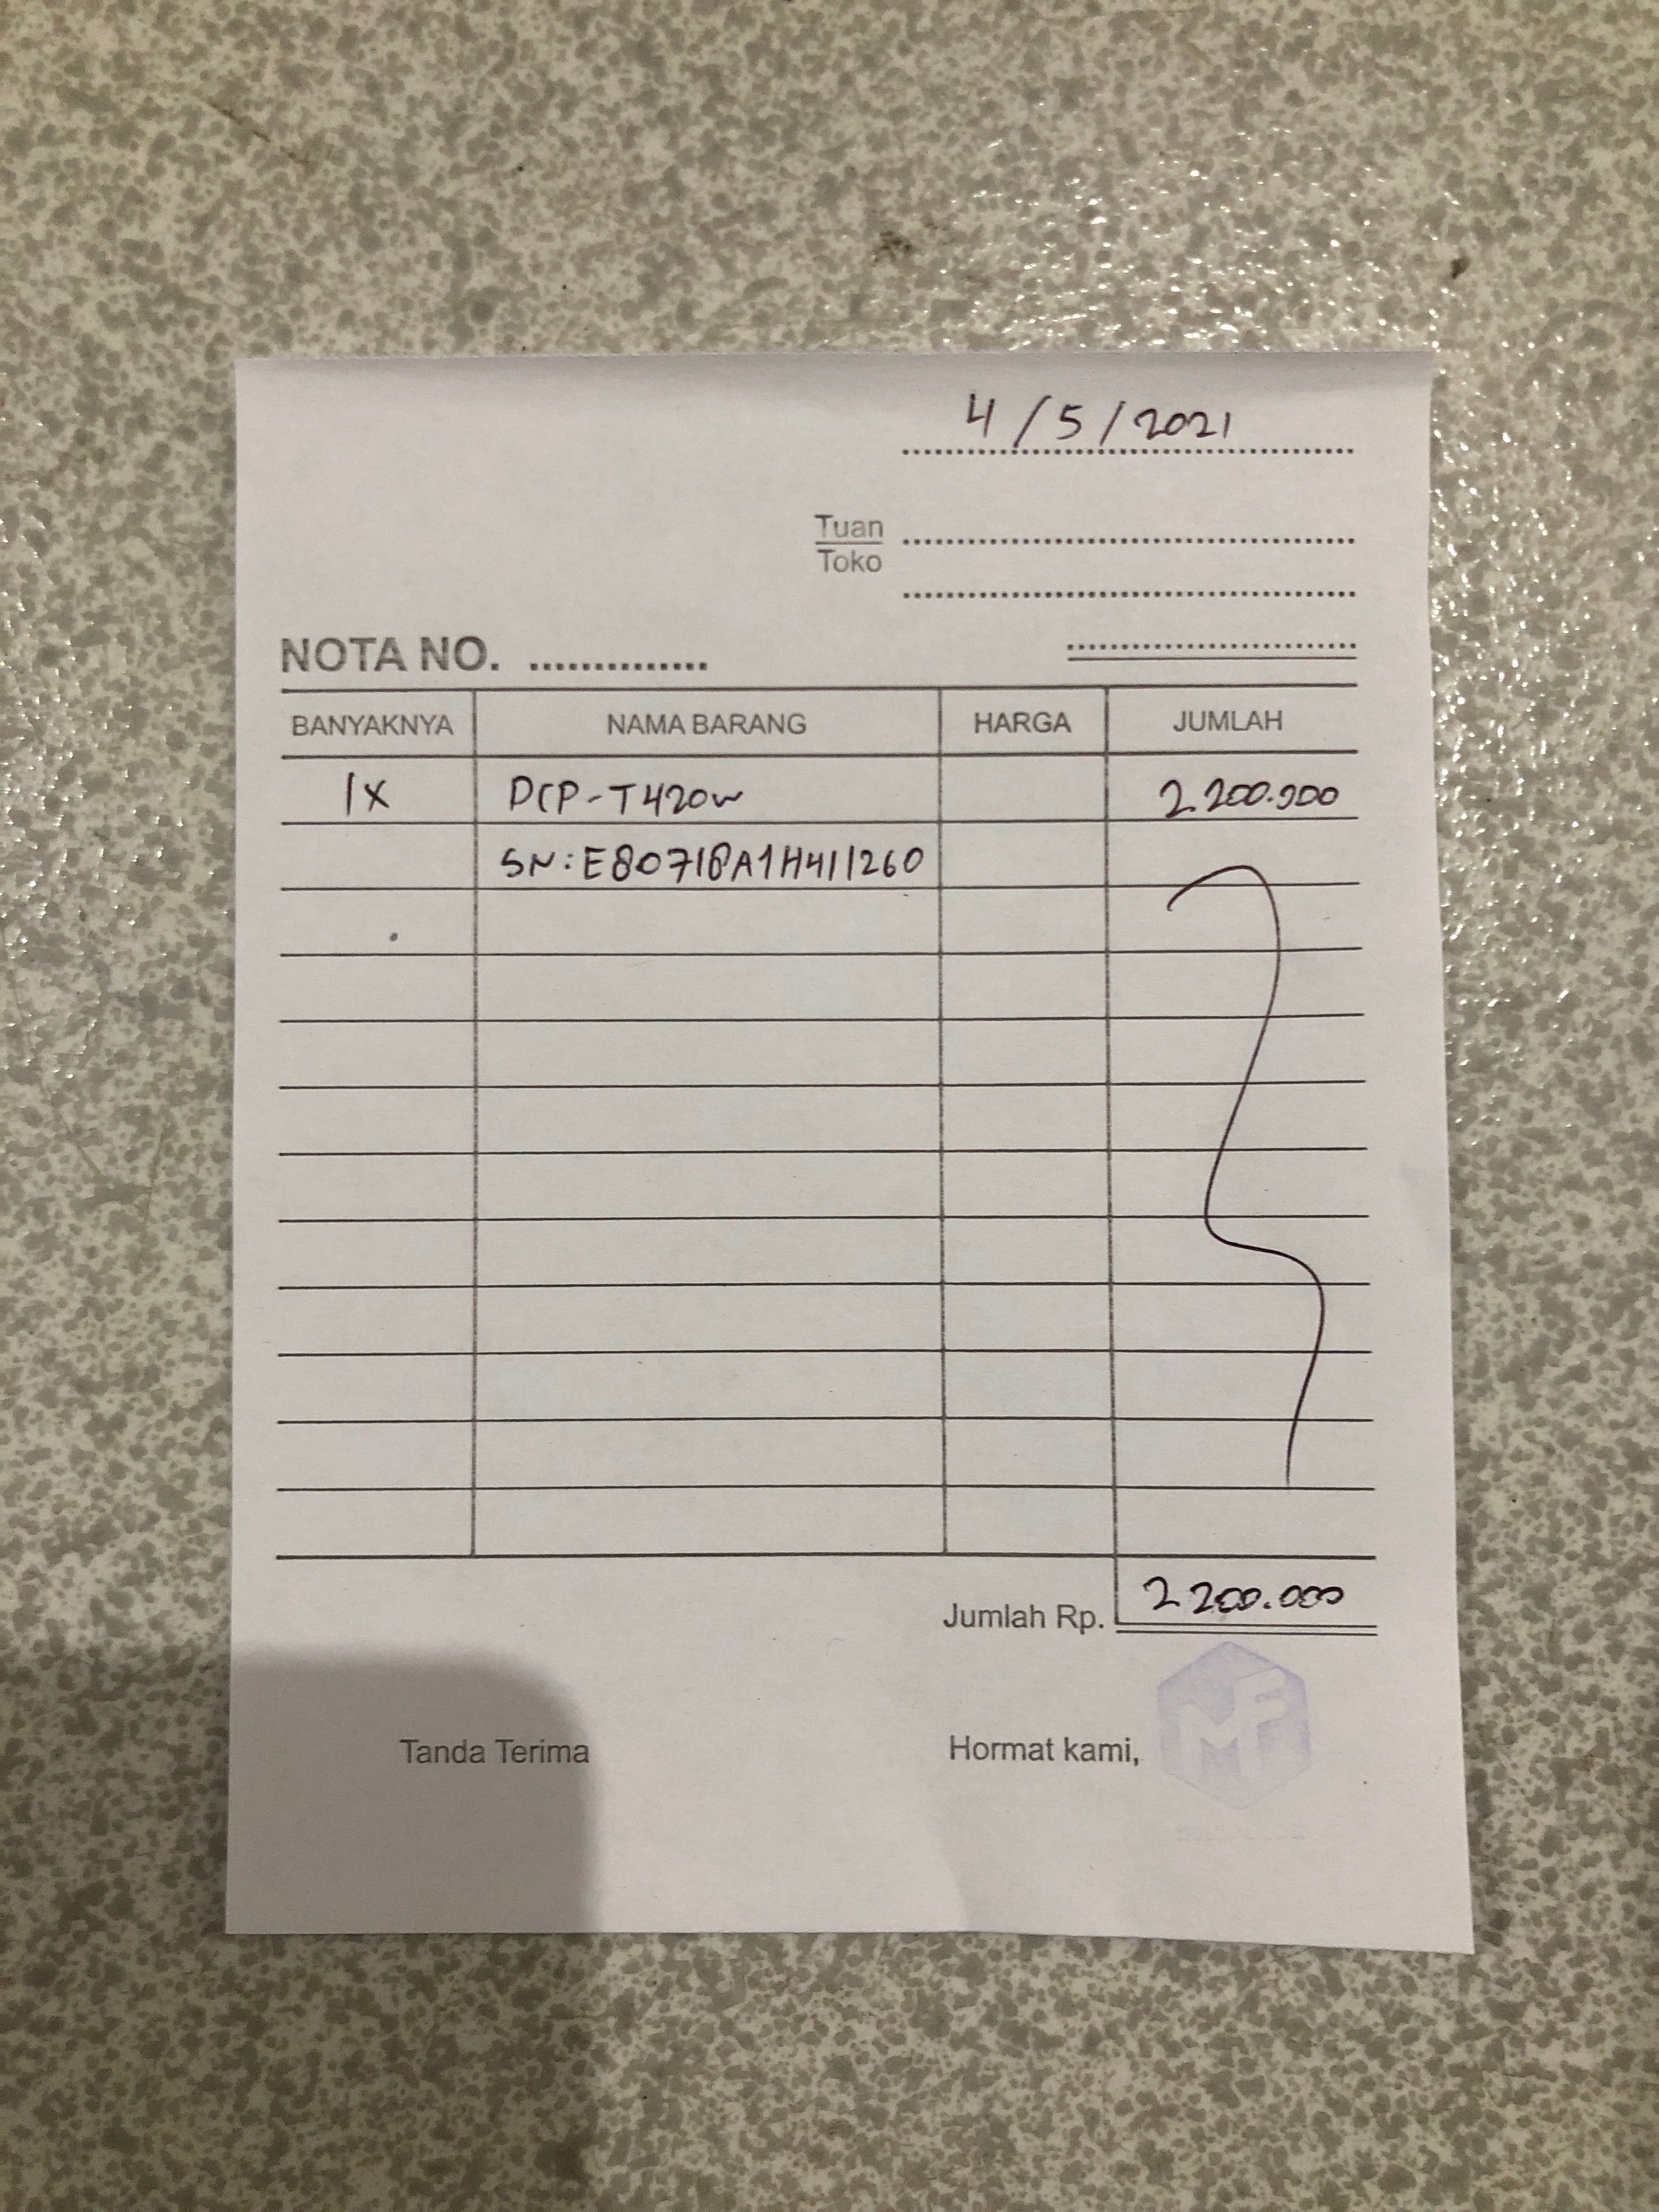 4/5/2021
Tuan
Toko
NOTA NO.
BANYAKNYA NAMA BARANG HARGA JUMLAH
1x DCP-T420w 2.200.000
SN:E80718A1H411260
Jumlah Rp. 2.200.000
Tanda Terima Hormat kami,
MF